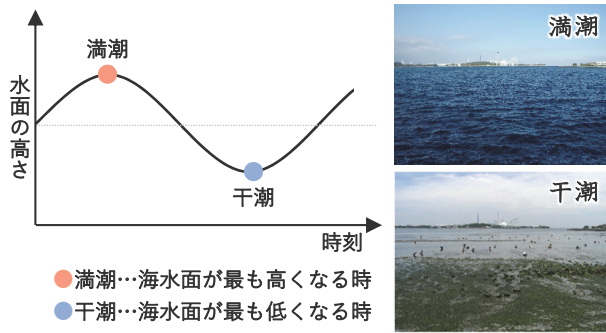 満潮
水面の高さ
干潮
時刻
満潮…海水面が最も高くなる時
干潮…海水面が最も低くなる時
満潮
干潮